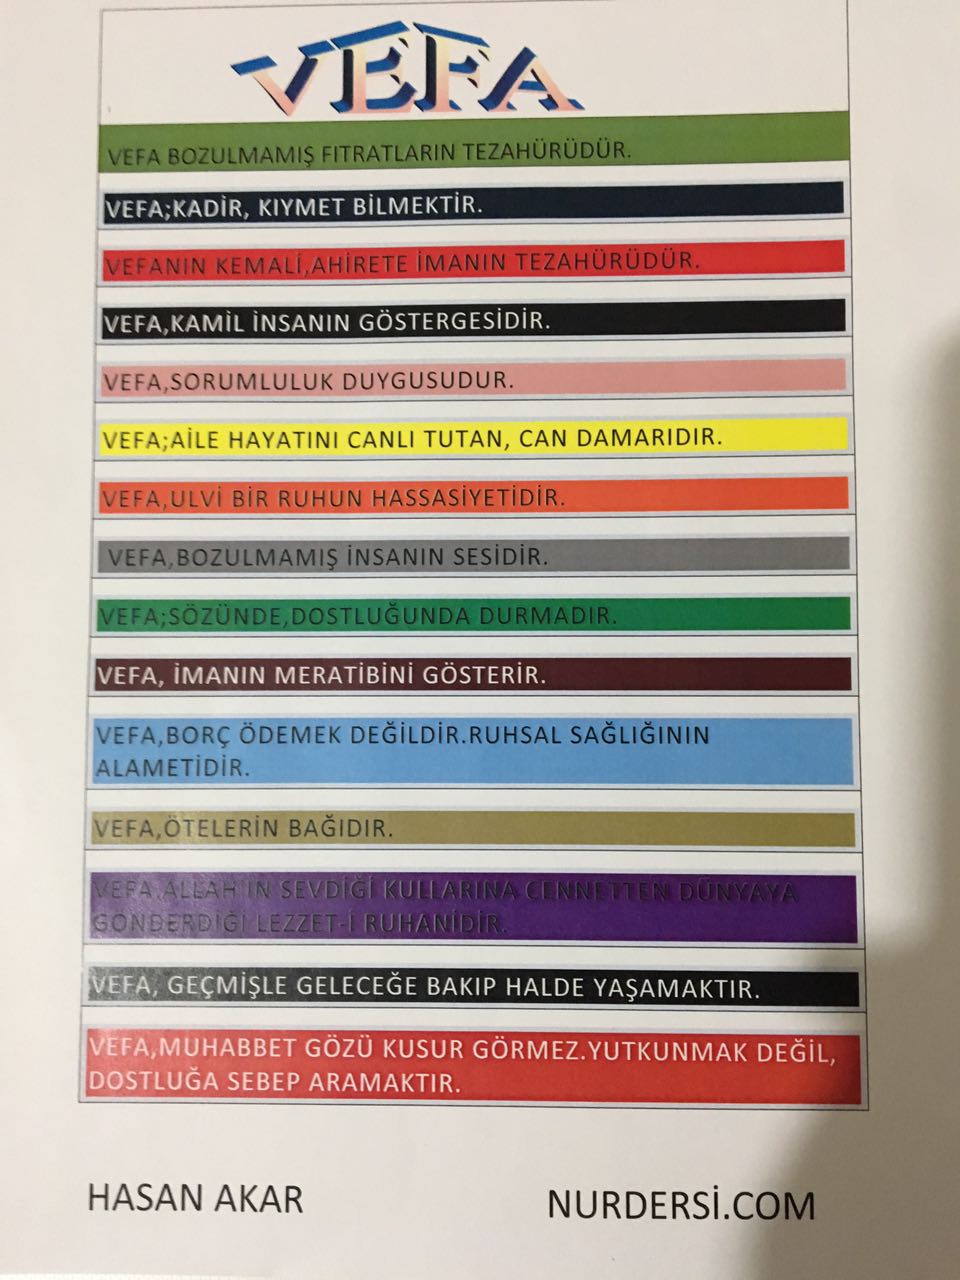 VEFA
VEFA BOZULMAMIŞ FITRATLARIN TEZAHÜRÜDÜR.
VEFA;KADİR, KIYMET BİLMEKTİR.
VEFANIN KEMALİ,AHİRETE İMANIN TEZAHÜRÜDÜR.
VEFA,KAMİL İNSANIN GÖSTERGESİDİR.
VEFA,SORUMLULUK DUYGUSUDUR.
VEFA;AİLE HAYATINI CANLI TUTAN, CAN DAMARIDIR.
VEFA,ULVİ BİR RUHUN HASSASİYETİDİR.
VEFA,BOZULMAMIŞ İNSANIN SESİDİR.
VEFA;SÖZÜNDE,DOSTLUĞUNDA DURMADIR.
VEFA, İMANIN MERATİBİNİ GÖSTERİR.
VEFA,BORÇ ÖDEMEK DEĞİLDİR.RUHSAL SAĞLIĞININ
ALAMETİDİR.
VEFA,ÖTELERİN BAĞIDIR.
VEFA,ALLAH'IN SEVDİĞİ KULLARINA CENNETTEN DÜNYAYA
GÖNDERDİĞİ LEZZET-İ RUHANİDİR.
VEFA, GEÇMİŞLE GELECEĞE BAKIP HALDE YAŞAMAKTIR.
VEFA,MUHABBET GÖZÜ KUSUR GÖRMEZ.YUTKUNMAK DEĞİL,
DOSTLUĞA SEBEP ARAMAKTIR.
HASAN AKAR
NURDERSİ.COM